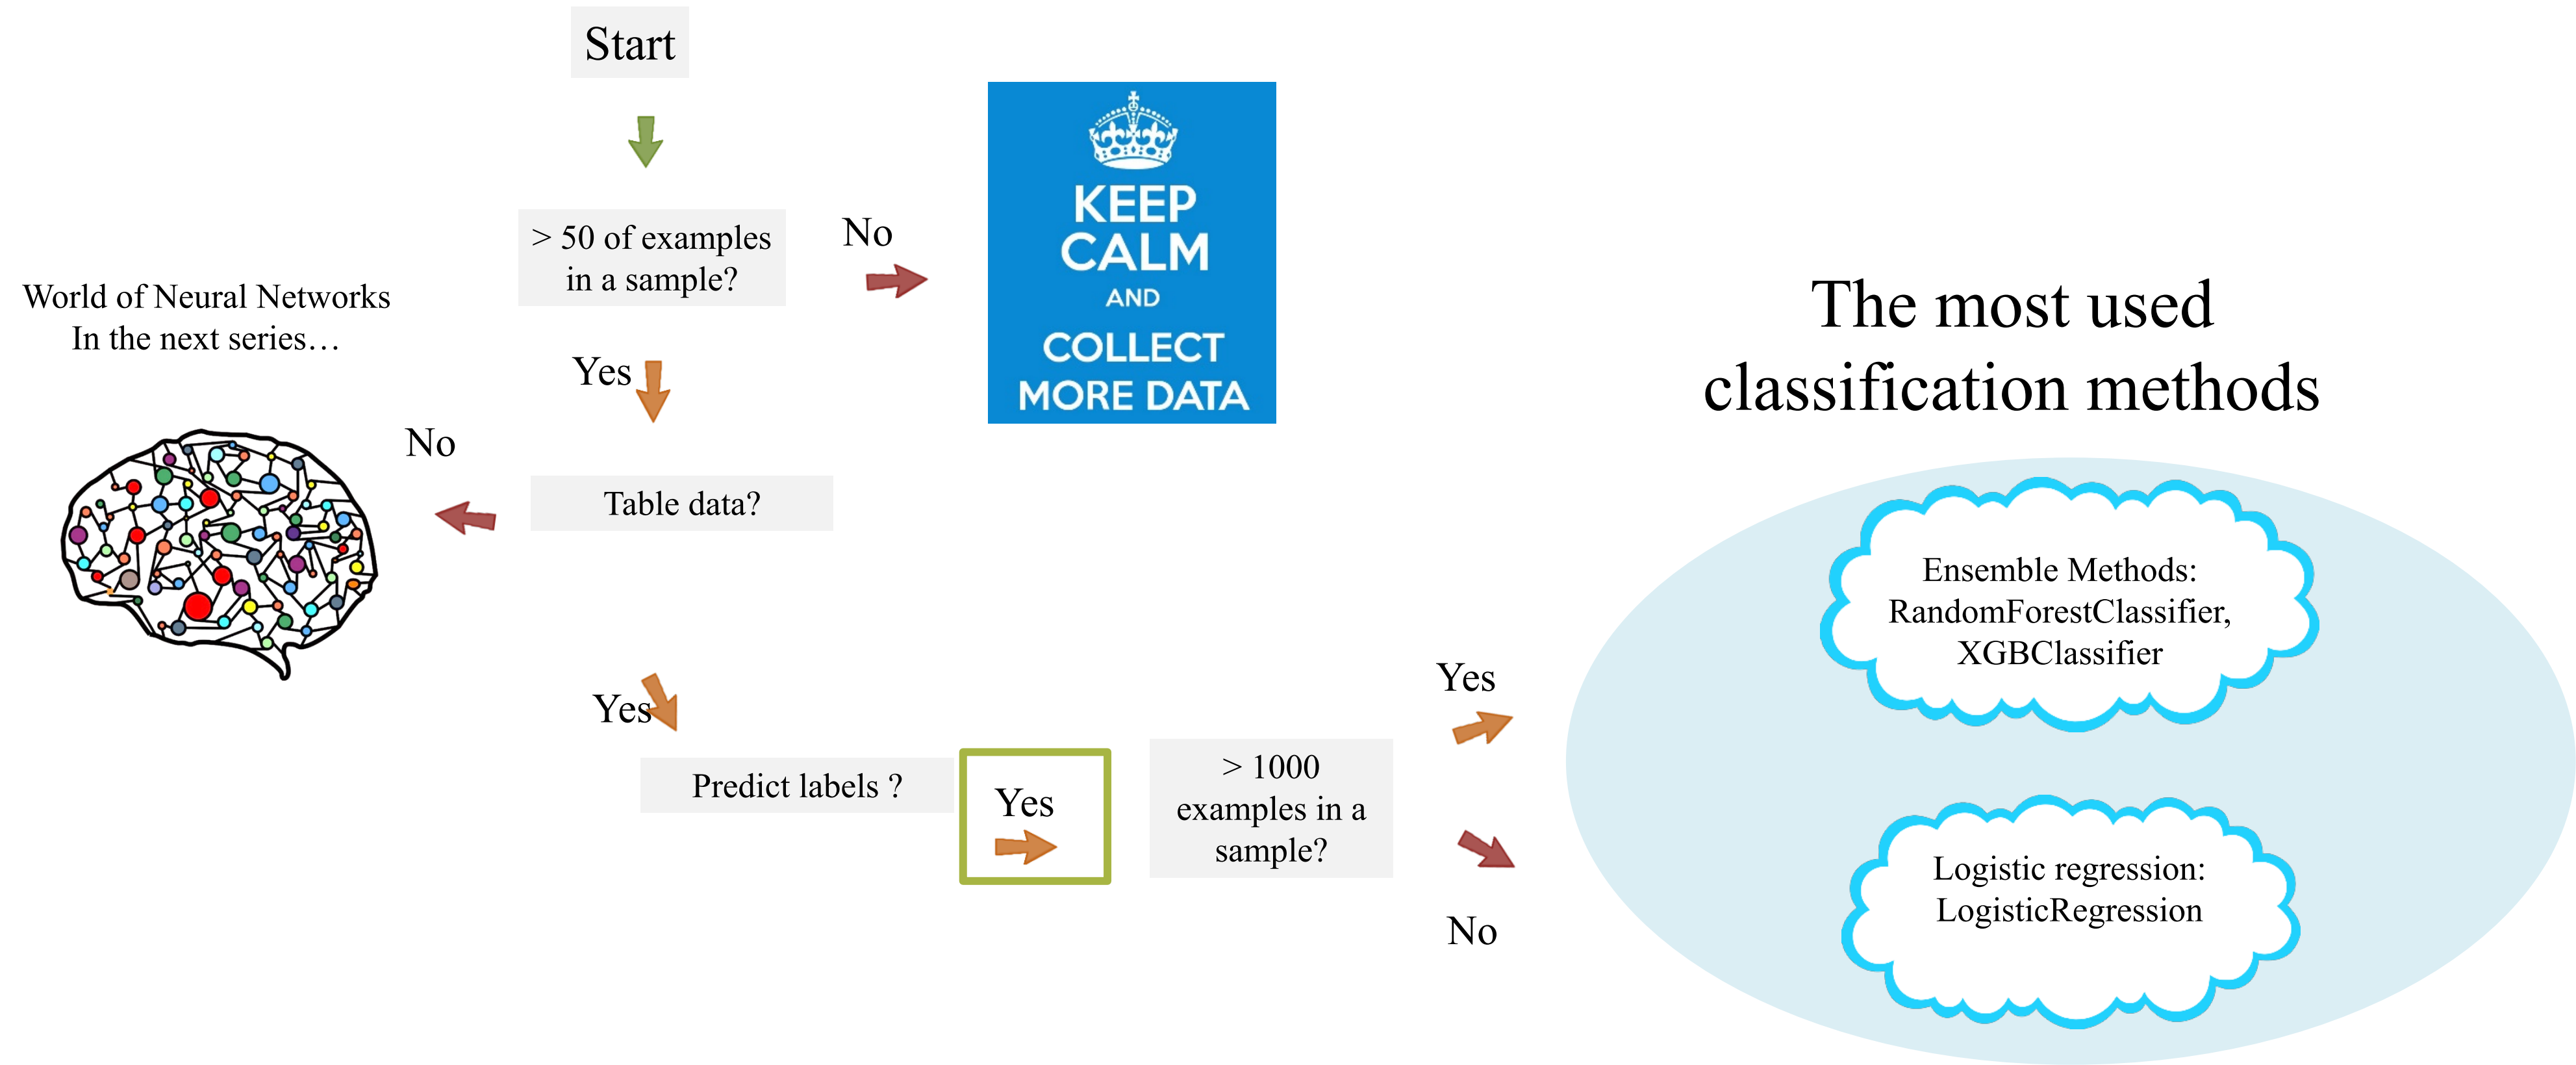 Start
> 50 of examples
in a sample?
No
KEEP
CALM
AND
COLLECT
MORE DATA
World of Neural Networks
In the next series…
Yes
No
Table data?
Yes
Predict labels ?
Yes
> 1000
examples in a
sample?
Yes
No
The most used
classification methods
Ensemble Methods:
RandomForestClassifier,
XGBClassifier
Logistic regression:
LogisticRegression